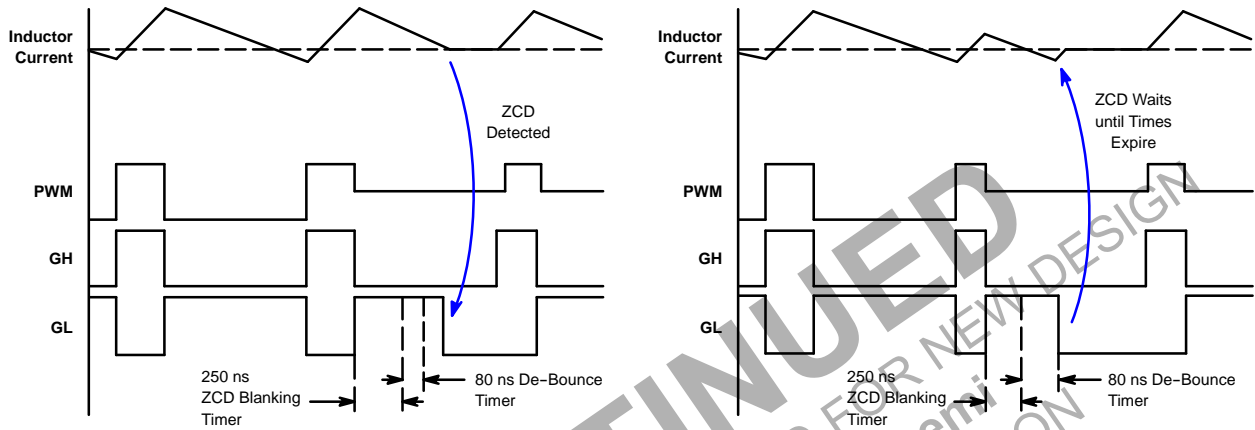 Inductor
Current
ZCD
Detected
PWM
GH
GL
250 ns
ZCD Blanking
Timer
80 ns De-Bounce
Timer
Inductor
Current
ZCD Waits
until Times
Expire
PWM
GH
GL
250 ns
ZCD Blanking
Timer
80 ns De-Bounce
Timer
TINUED
FOR NEW DESIGN